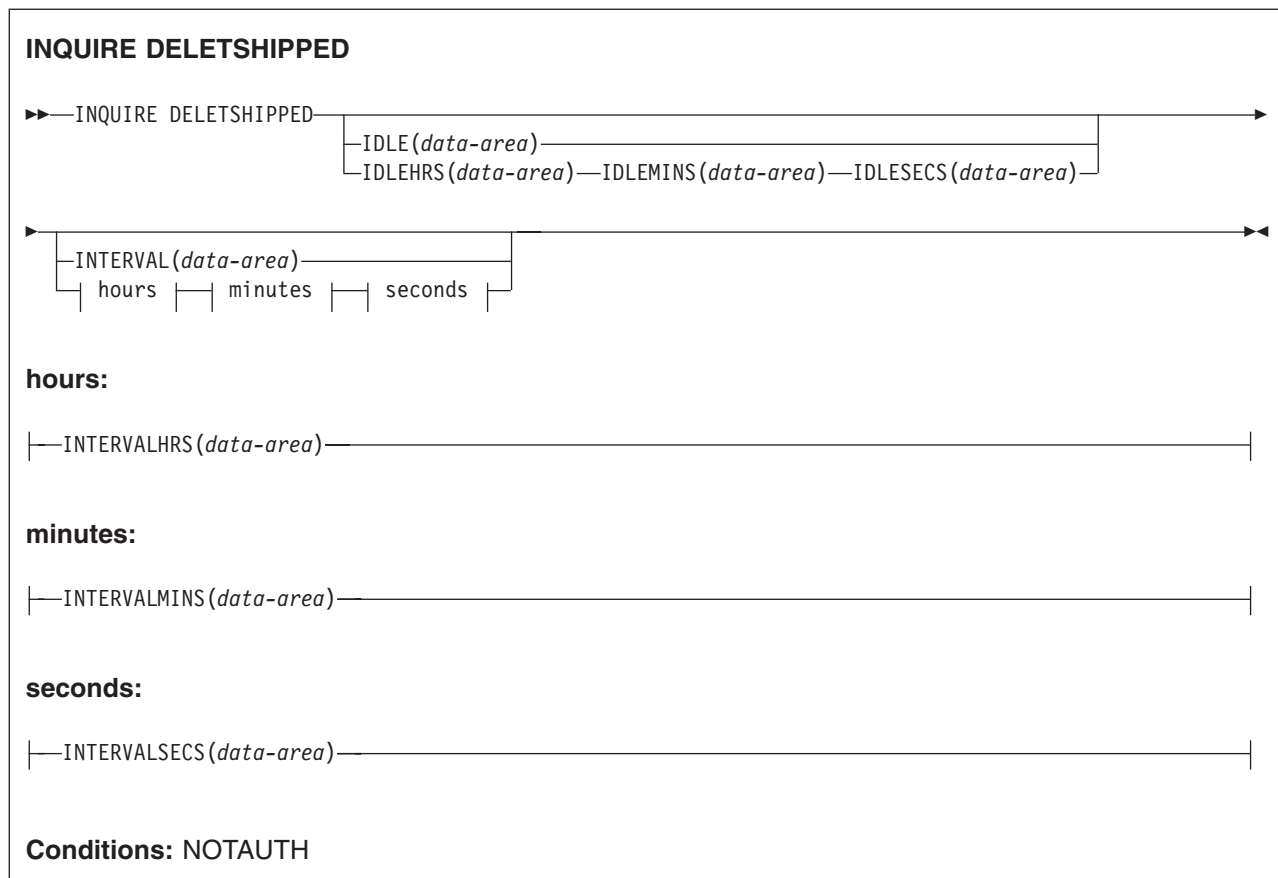 INQUIRE DELETSHIPPED
INQUIRE DELETSHIPPED
IDLE(data-area)
IDLEHRS(data-area) IDLEMINS(data-area) IDLESECS(data-area)
INTERVAL(data-area)
hours minutes seconds
hours:
INTERVALHRS(data-area)
minutes:
INTERVALMINS(data-area)
seconds:
INTERVALSECS(data-area)
Conditions: NOTAUTH